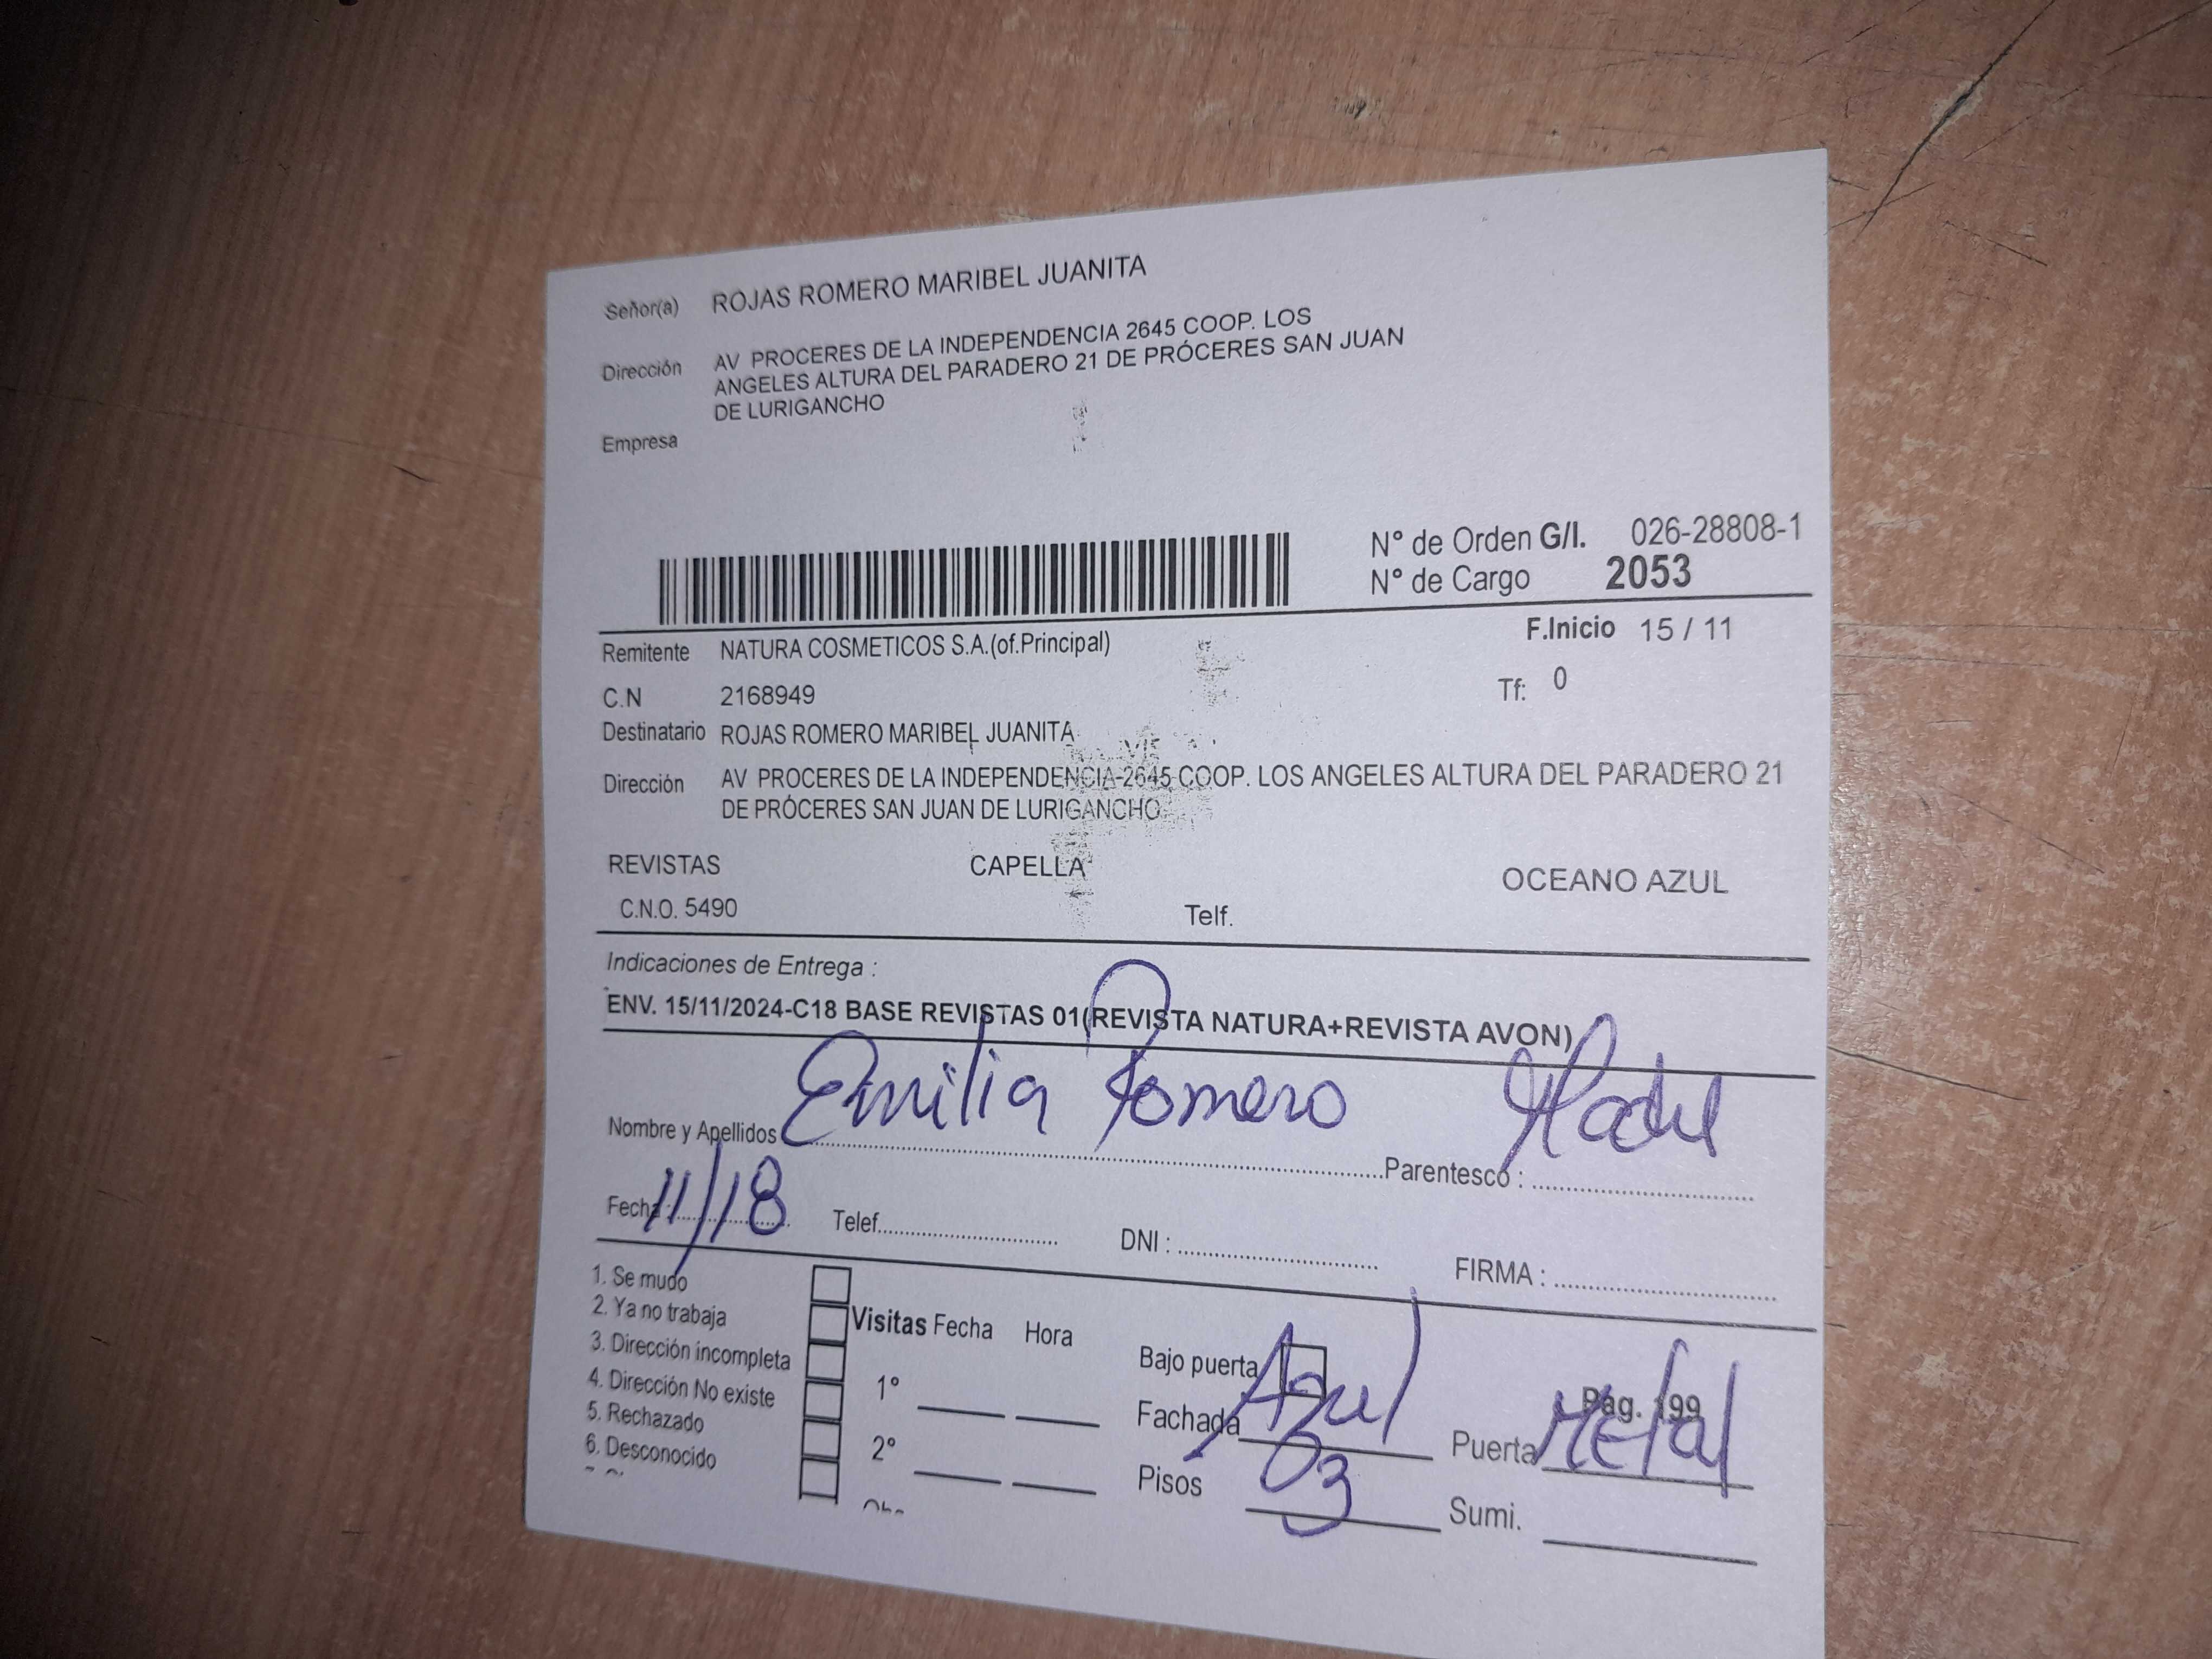 Señor(a) ROJAS ROMERO MARIBEL JUANITA
Dirección AV PROCERES DE LA INDEPENDENCIA 2645 COOP. LOS
ANGELES ALTURA DEL PARADERO 21 DE PRÓCERES SAN JUAN
DE LURIGANCHO
Empresa
N° de Orden G/I. 026-28808-1
N° de Cargo 2053
F.Inicio 15 / 11
Remitente NATURA COSMETICOS S.A.(of.Principal)
C.N 2168949 Tf: 0
Destinatario ROJAS ROMERO MARIBEL JUANITA
Dirección AV PROCERES DE LA INDEPENDENCIA-2645 COOP. LOS ANGELES ALTURA DEL PARADERO 21
DE PRÓCERES SAN JUAN DE LURIGANCHO
REVISTAS CAPELLA OCEANO AZUL
C.N.O. 5490 Telf.
Indicaciones de Entrega :
ENV. 15/11/2024-C18 BASE REVISTAS 01(REVISTA NATURA+REVISTA AVON)
Nombre y Apellidos Emilia Romero Parentesco : Madre
Fecha 11/18 Telef. DNI : FIRMA :
1. Se mudo
2. Ya no trabaja Visitas Fecha Hora
3. Dirección incompleta Bajo puerta
4. Dirección No existe 1° Fachada Azul Pág. 199
5. Rechazado Puerta Metal
6. Desconocido 2° Pisos 03 Sumi.